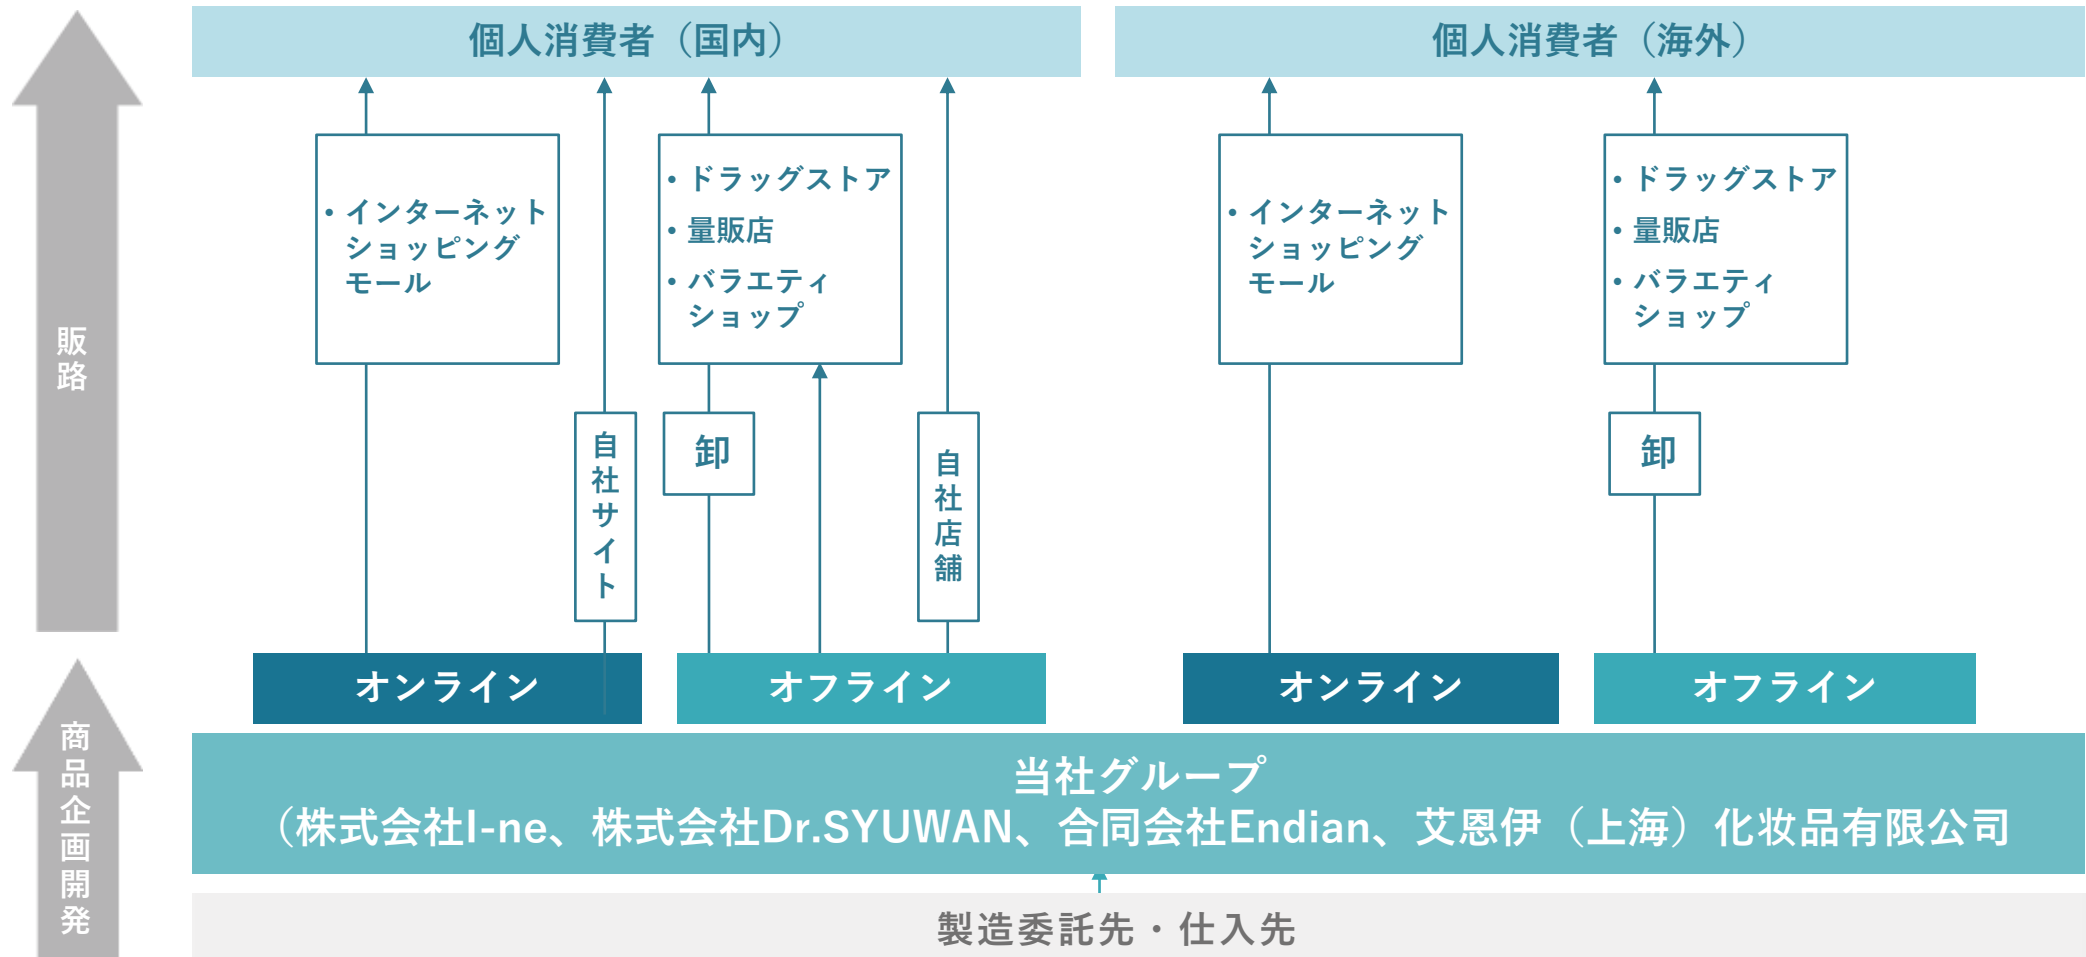 個人消費者（国内）
個人消費者（海外）
・インターネット
ショッピング
モール
・ドラッグストア
・量販店
・バラエティ
ショップ
・インターネット
ショッピング
モール
・ドラッグストア
・量販店
・バラエティ
ショップ
販路
自社サイト
卸
自社店舗
卸
オンライン
オフライン
オンライン
オフライン
商品企画開発
当社グループ
（株式会社I-ne、株式会社Dr.SYUWAN、合同会社Endian、艾恩伊（上海）化妆品有限公司
製造委託先・仕入先